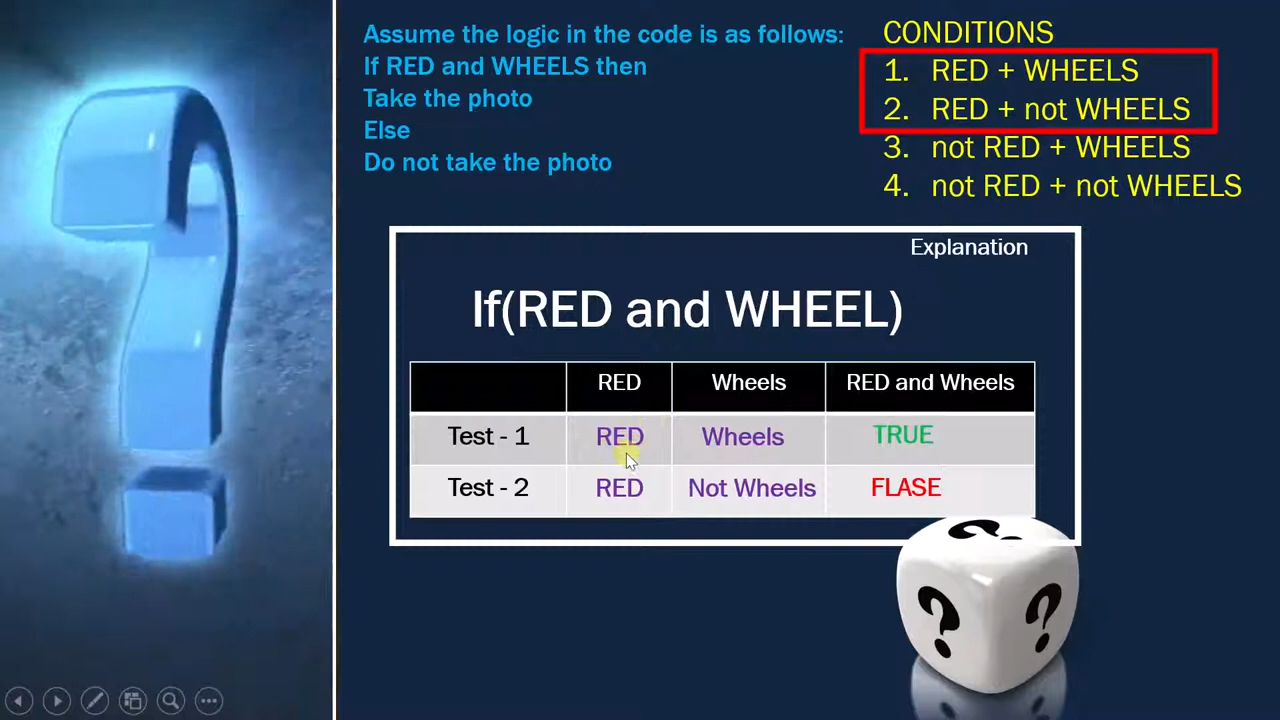 Assume the logic in the code is as follows:
If RED and WHEELS then
Take the photo
Else
Do not take the photo
CONDITIONS
1. RED + WHEELS
2. RED + not WHEELS
3. not RED + WHEELS
4. not RED + not WHEELS
Explanation
If(RED and WHEEL)
RED Wheels RED and Wheels
Test - 1 RED Wheels TRUE
Test - 2 RED Not Wheels FLASE